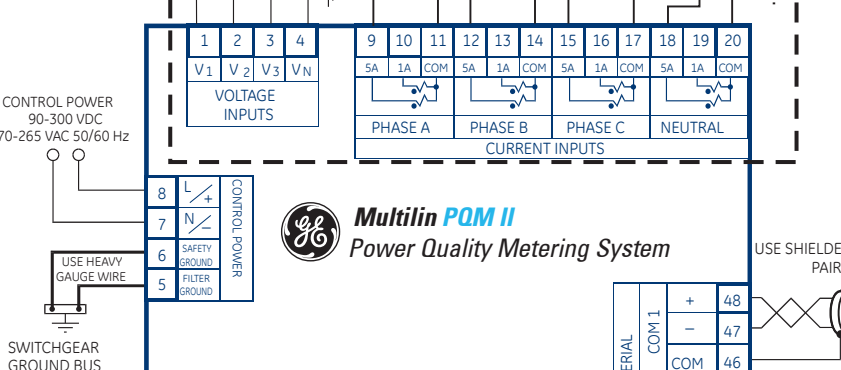 1 2 3 4
9 10 11 12 13 14 15 16 17 18 19 20
V1 V2 V3 VN
5A 1A COM 5A 1A COM 5A 1A COM 5A 1A COM
VOLTAGE
INPUTS
PHASE A PHASE B PHASE C NEUTRAL
CURRENT INPUTS
CONTROL POWER
90-300 VDC
70-265 VAC 50/60 Hz
8 L/+
7 N/−
6 SAFETY
GROUND
5 FILTER
GROUND
CONTROL POWER
USE HEAVY
GAUGE WIRE
SWITCHGEAR
GROUND BUS
GE
Multilin PQM II
Power Quality Metering System
USE SHIELDE
PAIR
ERIAL
COM 1
+ 48
− 47
COM 46